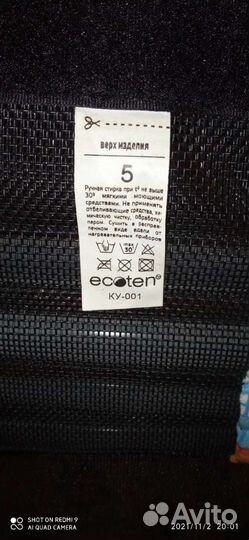 верх изделия
5
Ручная стирка при t° не выше
30° мягкими моющими
средствами. Не применять
отбеливающие средства, хи-
мическую чистку, обработку
паром. Сушить в расправ-
ленном виде вдали от
нагревательных приборов
max
30°
ecoten
КУ-001
SHOT ON REDMI 9
AI QUAD CAMERA
Avito
2021/11/2 20:01